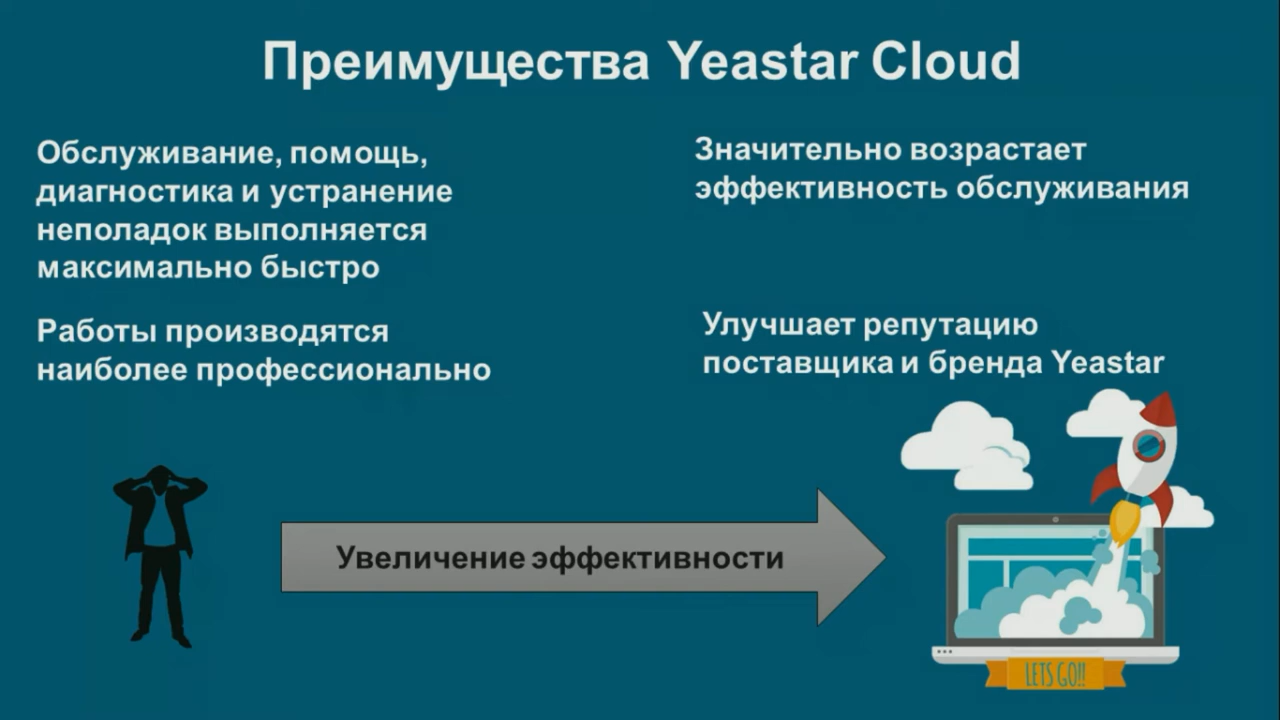 Преимущества Yeastar Cloud
Обслуживание, помощь,
диагностика и устранение
неполадок выполняется
максимально быстро
Работы производятся
наиболее профессионально
Значительно возрастает
эффективность обслуживания
Улучшает репутацию
поставщика и бренда Yeastar
Увеличение эффективности
LETS GO!!